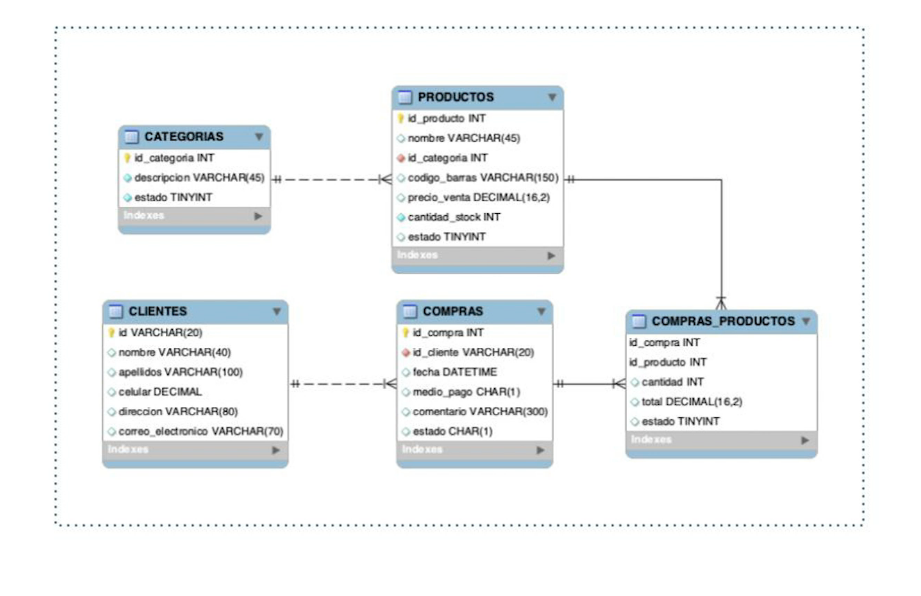 CATEGORIAS
id_categoria INT
descripcion VARCHAR(45)
estado TINYINT
Indexes
PRODUCTOS
id_producto INT
nombre VARCHAR(45)
id_categoria INT
codigo_barras VARCHAR(150)
precio_venta DECIMAL(16,2)
cantidad_stock INT
estado TINYINT
Indexes
CLIENTES
id VARCHAR(20)
nombre VARCHAR(40)
apellidos VARCHAR(100)
celular DECIMAL
direccion VARCHAR(80)
correo_electronico VARCHAR(70)
Indexes
COMPRAS
id_compra INT
id_cliente VARCHAR(20)
fecha DATETIME
medio_pago CHAR(1)
comentario VARCHAR(300)
estado CHAR(1)
Indexes
COMPRAS_PRODUCTOS
id_compra INT
id_producto INT
cantidad INT
total DECIMAL(16,2)
estado TINYINT
Indexes